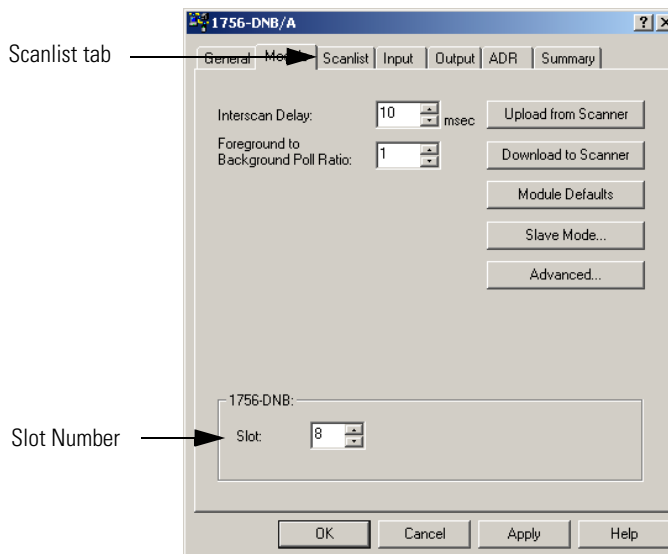 1756-DNB/A
Scanlist tab
General Scanlist Input Output ADR Summary
Interscan Delay: 10 msec Upload from Scanner
Foreground to
Background Poll Ratio: 1 Download to Scanner
Module Defaults
Slave Mode...
Advanced...
1756-DNB:
Slot Number
Slot: 8
OK Cancel Apply Help